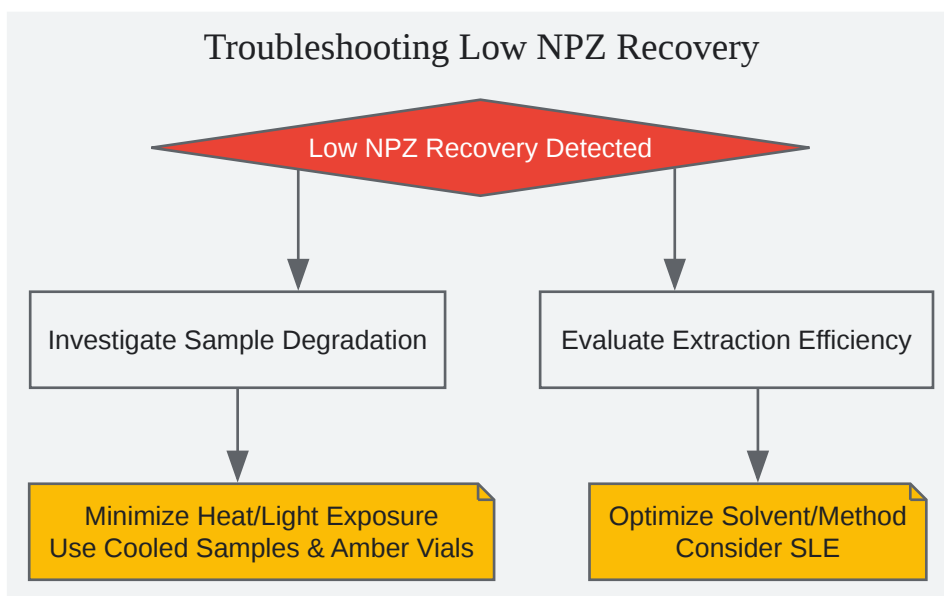 Troubleshooting Low NPZ Recovery
Low NPZ Recovery Detected
Investigate Sample Degradation
Evaluate Extraction Efficiency
Minimize Heat/Light Exposure
Use Cooled Samples & Amber Vials
Optimize Solvent/Method
Consider SLE